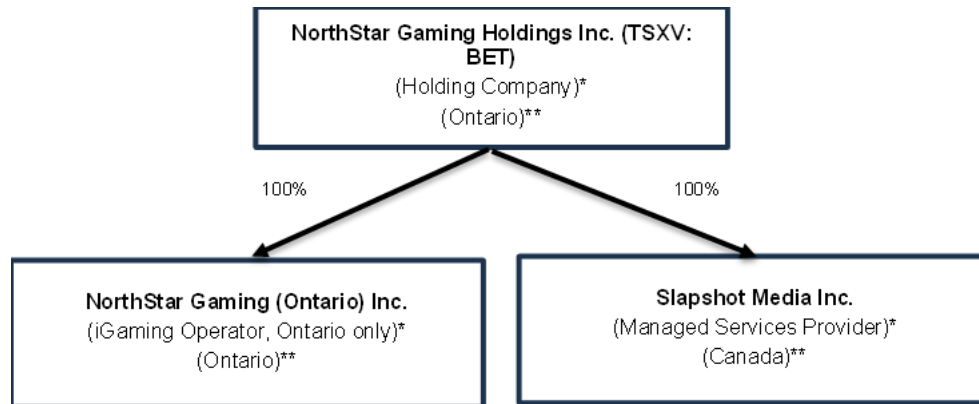 NorthStar Gaming Holdings Inc. (TSXV:
BET)
(Holding Company)*
(Ontario)**
100%
100%
NorthStar Gaming (Ontario) Inc.
(iGaming Operator, Ontario only)*
(Ontario)**
Slapshot Media Inc.
(Managed Services Provider)*
(Canada)**